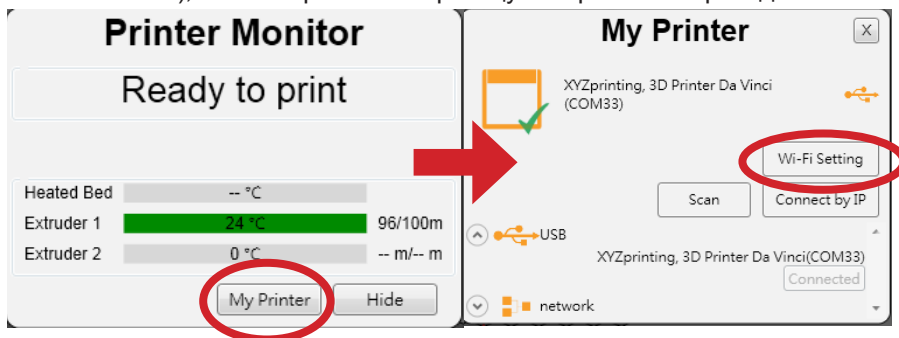 Printer Monitor
Ready to print
Heated Bed -- °C
Extruder 1 24 °C 96/100m
Extruder 2 0 °C -- m/-- m
My Printer Hide
My Printer X
XYZprinting, 3D Printer Da Vinci
(COM33)
Wi-Fi Setting
Scan Connect by IP
USB
XYZprinting, 3D Printer Da Vinci(COM33)
Connected
network